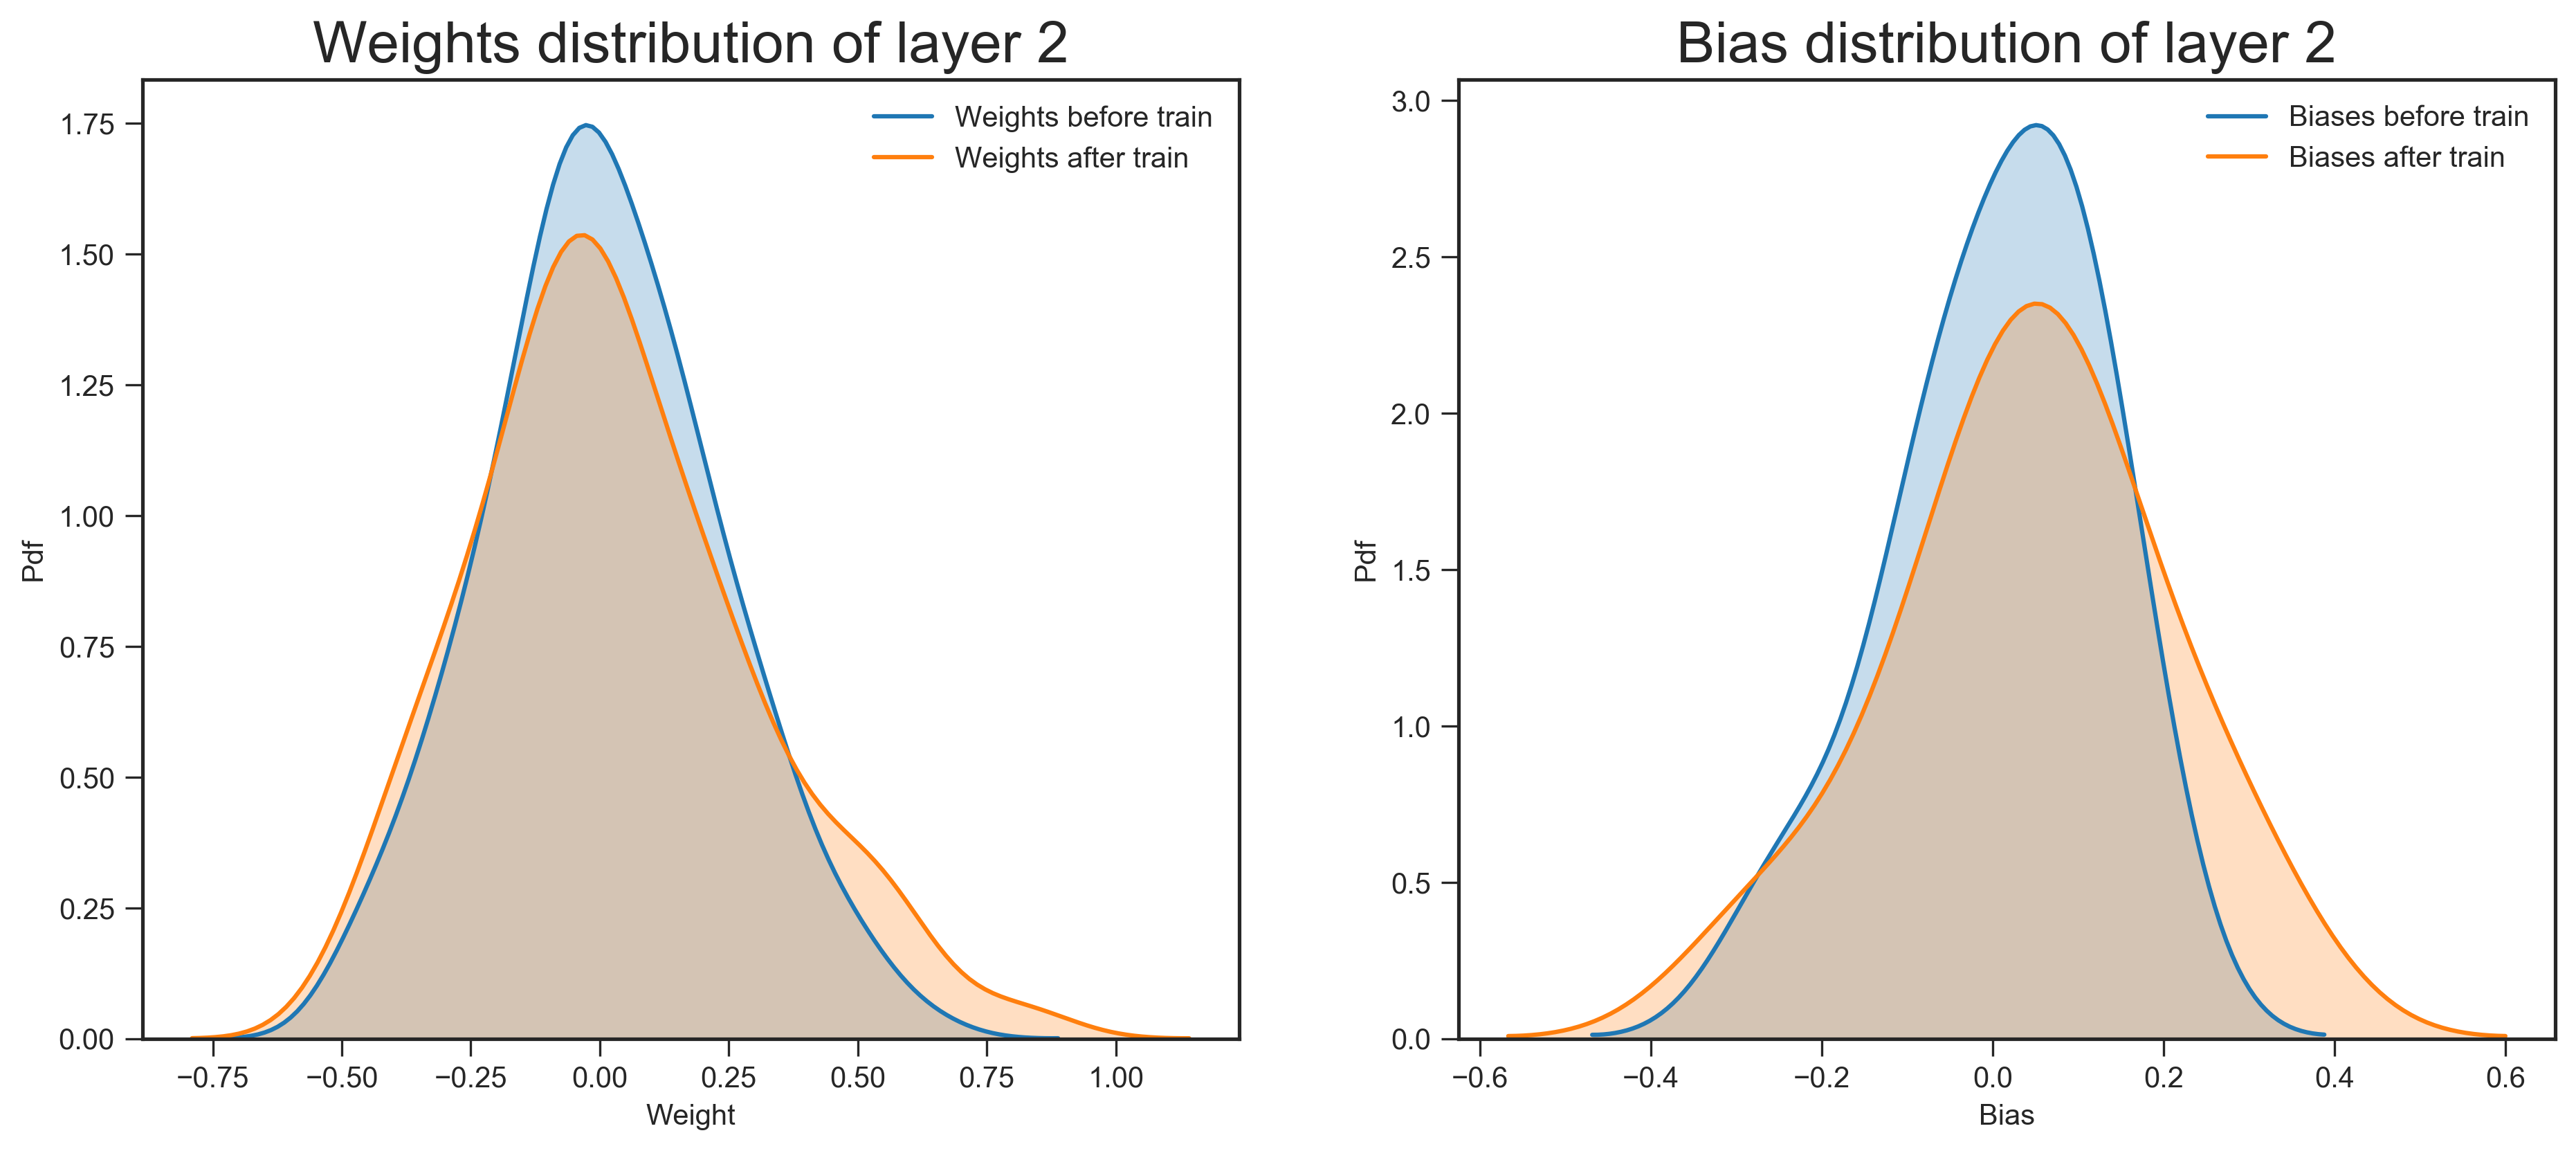 Weights distribution of layer 2
Weights before train
Weights after train
1.75
1.50
1.25
1.00
0.75
0.50
0.25
0.00
Pdf
−0.75 −0.50 −0.25 0.00 0.25 0.50 0.75 1.00
Weight
Bias distribution of layer 2
Biases before train
Biases after train
3.0
2.5
2.0
1.5
1.0
0.5
0.0
Pdf
−0.6 −0.4 −0.2 0.0 0.2 0.4 0.6
Bias